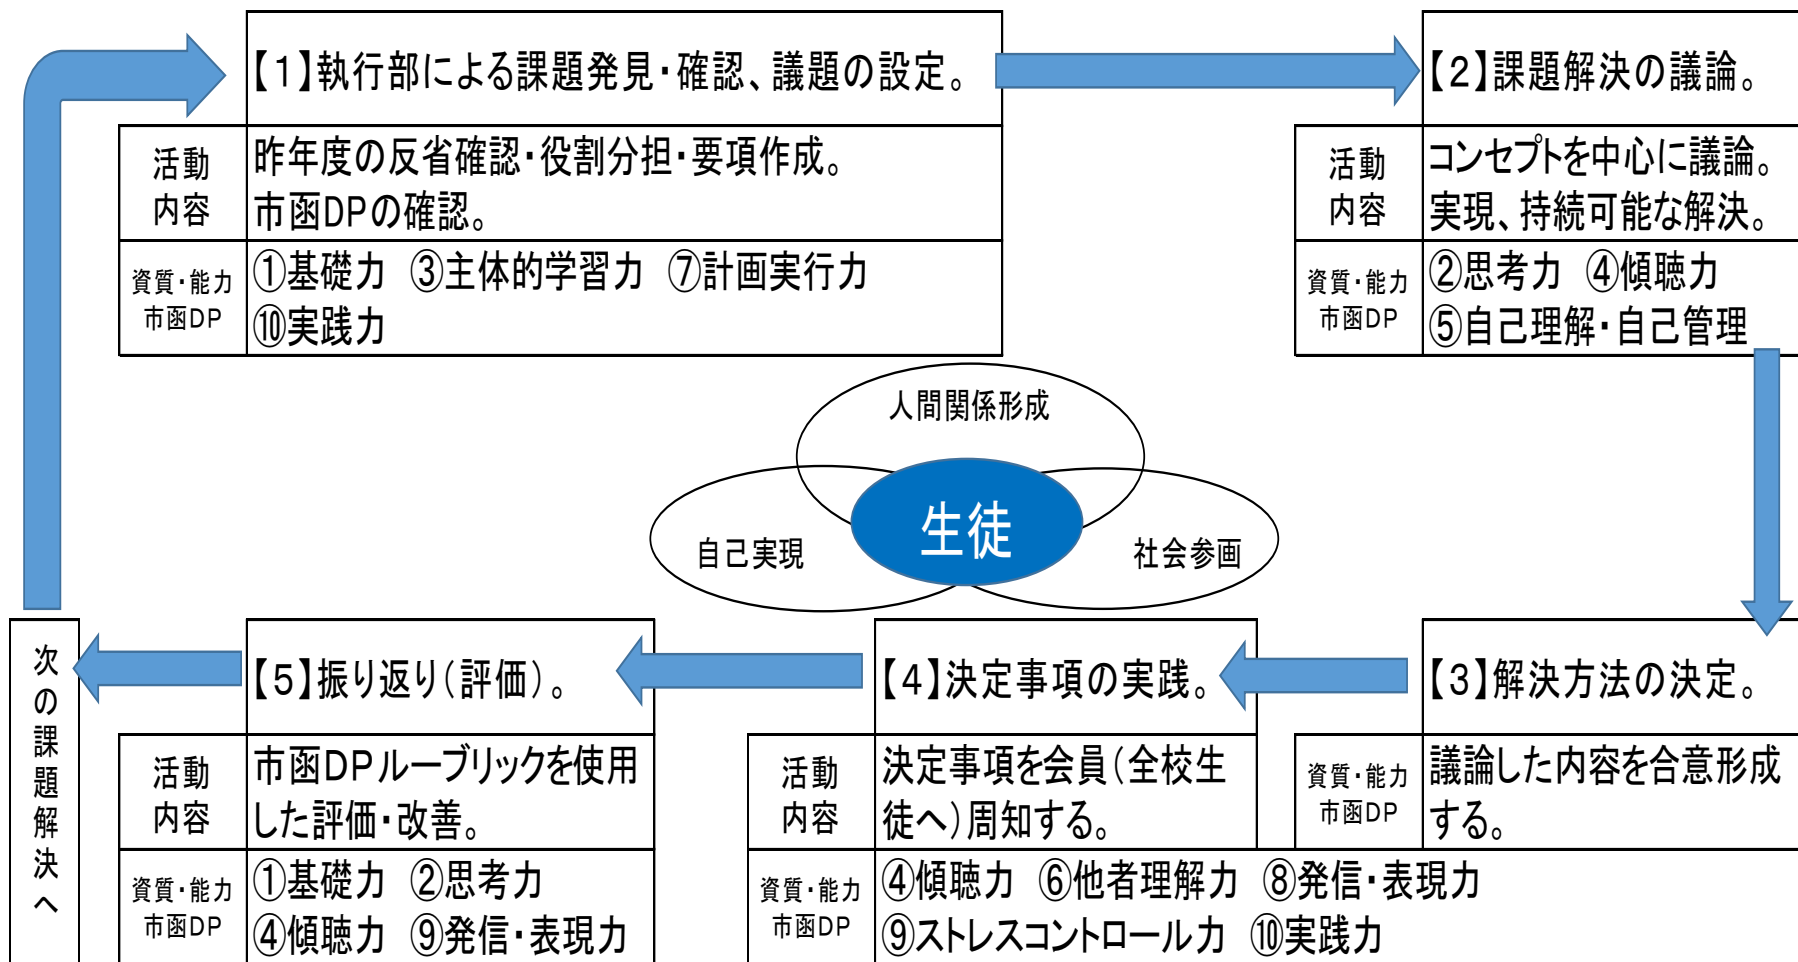 【1】執行部による課題発見・確認、議題の設定。
活動
内容
昨年度の反省確認・役割分担・要項作成。
市函DPの確認。
資質・能力
市函DP
①基礎力 ③主体的学習力 ⑦計画実行力
⑩実践力
【2】課題解決の議論。
活動
内容
コンセプトを中心に議論。
実現、持続可能な解決。
資質・能力
市函DP
②思考力 ④傾聴力
⑤自己理解・自己管理
人間関係形成
生徒
自己実現
社会参画
【3】解決方法の決定。
資質・能力
市函DP
議論した内容を合意形成
する。
【4】決定事項の実践。
活動
内容
決定事項を会員(全校生
徒へ)周知する。
資質・能力
市函DP
④傾聴力 ⑥他者理解力 ⑧発信・表現力
⑨ストレスコントロール力 ⑩実践力
【5】振り返り(評価)。
活動
内容
市函DPルーブリックを使用
した評価・改善。
資質・能力
市函DP
①基礎力 ②思考力
④傾聴力 ⑨発信・表現力
次の課題解決へ